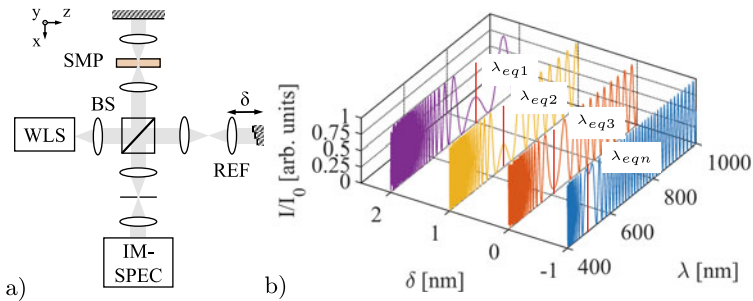 y
z
x
SMP
BS
δ
WLS
REF
IM-
SPEC
a)
λeq1
λeq2
λeq3
λeqn
1
0.75
0.5
0.25
0
I/I0 [arb. units]
2
1
0
-1
δ [nm]
400
600
800
1000
λ [nm]
b)